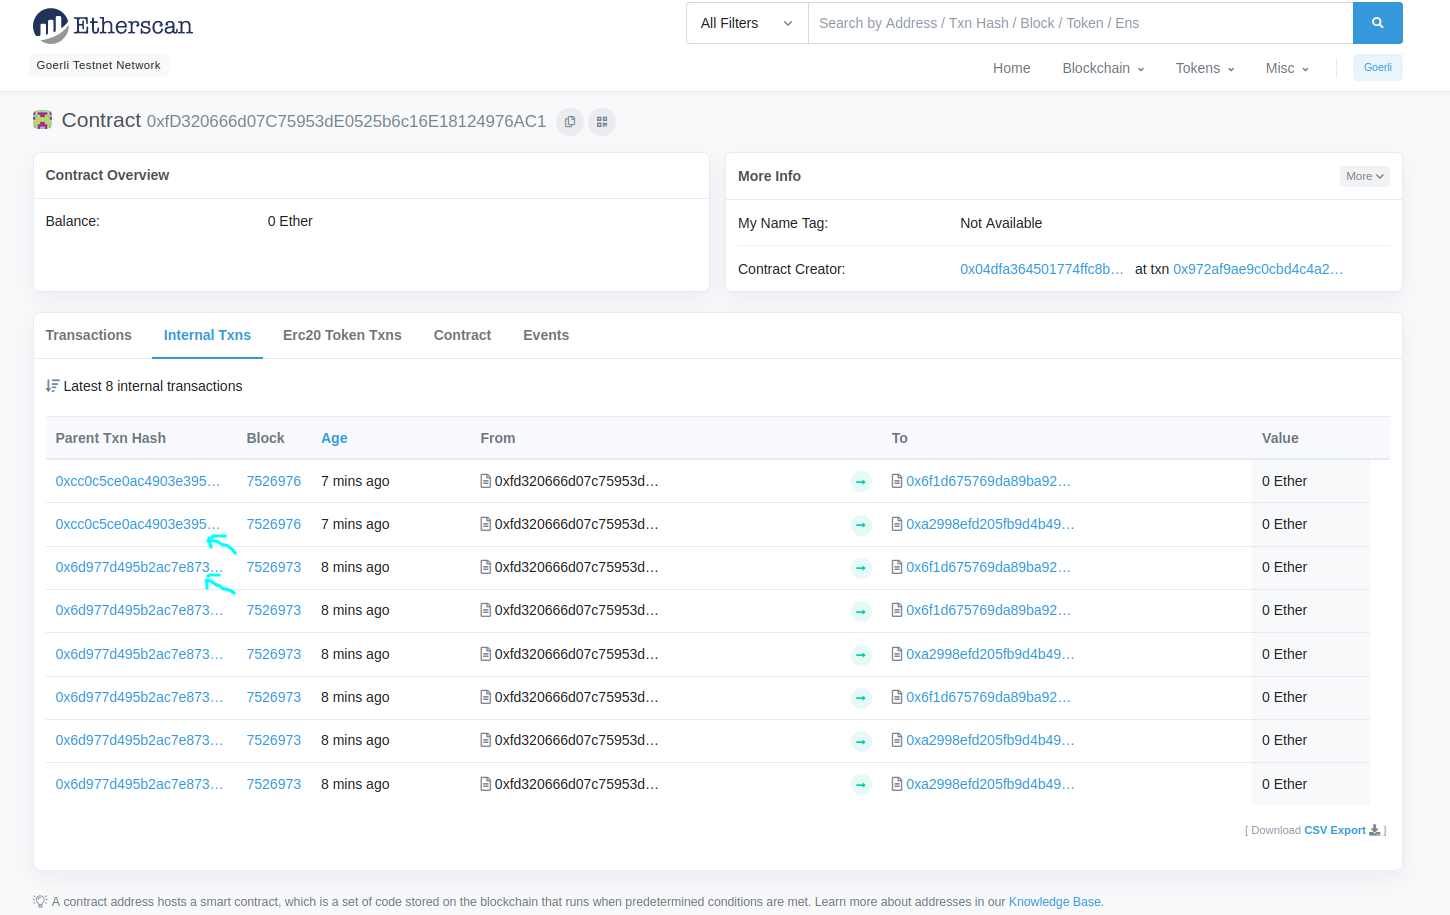 Etherscan
All Filters Search by Address / Txn Hash / Block / Token / Ens
Goerli Testnet Network
Home Blockchain Tokens Misc Goerli
Contract 0xfD320666d07C75953dE0525b6c16E18124976AC1
Contract Overview
Balance: 0 Ether
More Info More
My Name Tag: Not Available
Contract Creator: 0x04dfa364501774ffc8b... at txn 0x972af9ae9c0cbd4c4a2...
Transactions Internal Txns Erc20 Token Txns Contract Events
Latest 8 internal transactions
Parent Txn Hash Block Age From To Value
0xcc0c5ce0ac4903e395... 7526976 7 mins ago 0xfd320666d07c75953d... 0x6f1d675769da89ba92... 0 Ether
0xcc0c5ce0ac4903e395... 7526976 7 mins ago 0xfd320666d07c75953d... 0xa2998efd205fb9d4b49... 0 Ether
0x6d977d495b2ac7e873... 7526973 8 mins ago 0xfd320666d07c75953d... 0x6f1d675769da89ba92... 0 Ether
0x6d977d495b2ac7e873... 7526973 8 mins ago 0xfd320666d07c75953d... 0x6f1d675769da89ba92... 0 Ether
0x6d977d495b2ac7e873... 7526973 8 mins ago 0xfd320666d07c75953d... 0xa2998efd205fb9d4b49... 0 Ether
0x6d977d495b2ac7e873... 7526973 8 mins ago 0xfd320666d07c75953d... 0x6f1d675769da89ba92... 0 Ether
0x6d977d495b2ac7e873... 7526973 8 mins ago 0xfd320666d07c75953d... 0xa2998efd205fb9d4b49... 0 Ether
0x6d977d495b2ac7e873... 7526973 8 mins ago 0xfd320666d07c75953d... 0xa2998efd205fb9d4b49... 0 Ether
[ Download CSV Export ]
A contract address hosts a smart contract, which is a set of code stored on the blockchain that runs when predetermined conditions are met. Learn more about addresses in our Knowledge Base.